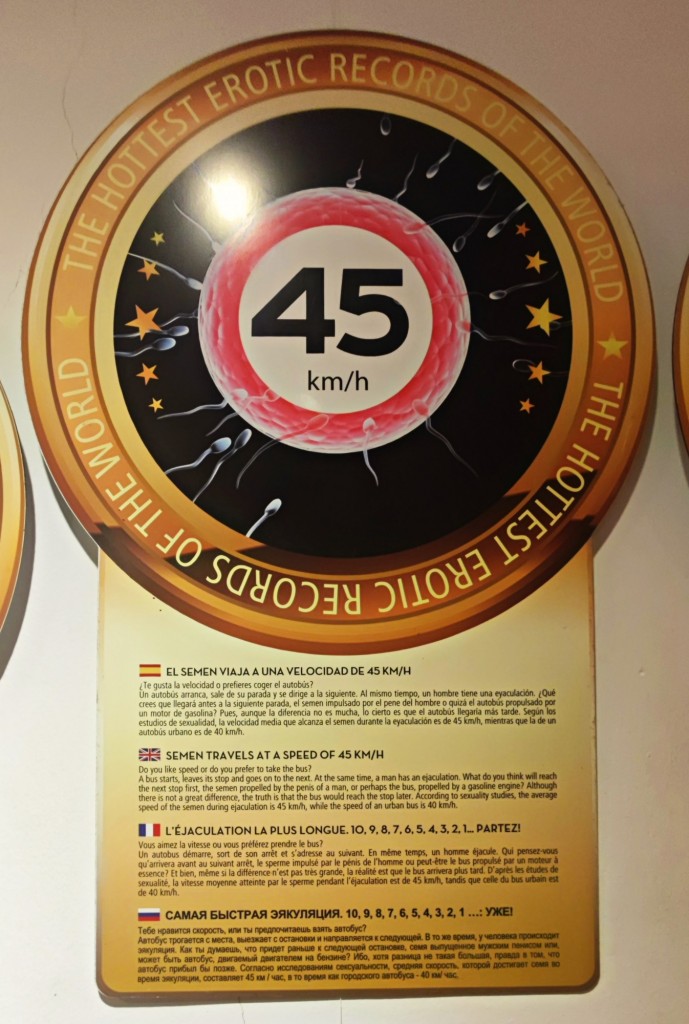 THE HOTTEST EROTIC RECORDS OF THE WORLD
THE HOTTEST EROTIC RECORDS OF THE WORLD
45
km/h
EL SEMEN VIAJA A UNA VELOCIDAD DE 45 KM/H
¿Te gusta la velocidad o prefieres coger el autobús?
Un autobús arranca, sale de su parada y se dirige a la siguiente. Al mismo tiempo, un hombre tiene una eyaculación. ¿Qué
crees que llegará antes a la siguiente parada, el semen impulsado por el pene del hombre o quizá el autobús propulsado por
un motor de gasolina? Pues, aunque la diferencia no es mucha, lo cierto es que el autobús llegaría más tarde. Según los
estudios de sexualidad, la velocidad media que alcanza el semen durante la eyaculación es de 45 km/h, mientras que la de un
autobús urbano es de 40 km/h.
SEMEN TRAVELS AT A SPEED OF 45 KM/H
Do you like speed or do you prefer to take the bus?
A bus starts, leaves its stop and goes on to the next. At the same time, a man has an ejaculation. What do you think will reach
the next stop first, the semen propelled by the penis of a man, or perhaps the bus, propelled by a gasoline engine? Although
there is not a great difference, the truth is that the bus would reach the stop later. According to sexuality studies, the average
speed of the semen during ejaculation is 45 km/h, while the speed of an urban bus is 40 km/h.
L'ÉJACULATION LA PLUS LONGUE. 10, 9, 8, 7, 6, 5, 4, 3, 2, 1... PARTEZ!
Vous aimez la vitesse ou vous préférez prendre le bus?
Un autobus démarre, sort de son arrêt et s'adresse au suivant. En même temps, un homme éjacule. Qui pensez-vous
qu'arrivera avant au suivant arrêt, le sperme impulsé par le pénis de l'homme ou peut-être le bus propulsé par un moteur à
essence? Et bien, même si la différence n'est pas très grande, la réalité est que le bus arrivera plus tard. D'après les études de
sexualité, la vitesse moyenne atteinte par le sperme pendant l'éjaculation est de 45 km/h, tandis que celle du bus urbain est
de 40 km/h.
САМАЯ БЫСТРАЯ ЭЯКУЛЯЦИЯ. 10, 9, 8, 7, 6, 5, 4, 3, 2, 1 …: УЖЕ!
Тебе нравится скорость, или ты предпочитаешь взять автобус?
Автобус трогается с места, выезжает с остановки и направляется к следующей. В то же время, у человека происходит
эякуляция. Как ты думаешь, что придет раньше к следующей остановке, семя выпущенное мужским пенисом или,
может быть автобус, двигаемый двигателем на бензине? Ибо, хотя разница не такая большая, правда в том, что
автобус прибыл бы позже. Согласно исследованиям сексуальности, средняя скорость, которой достигает семя во
время эякуляции, составляет 45 км / час, в то время как городского автобуса - 40 км/ час.